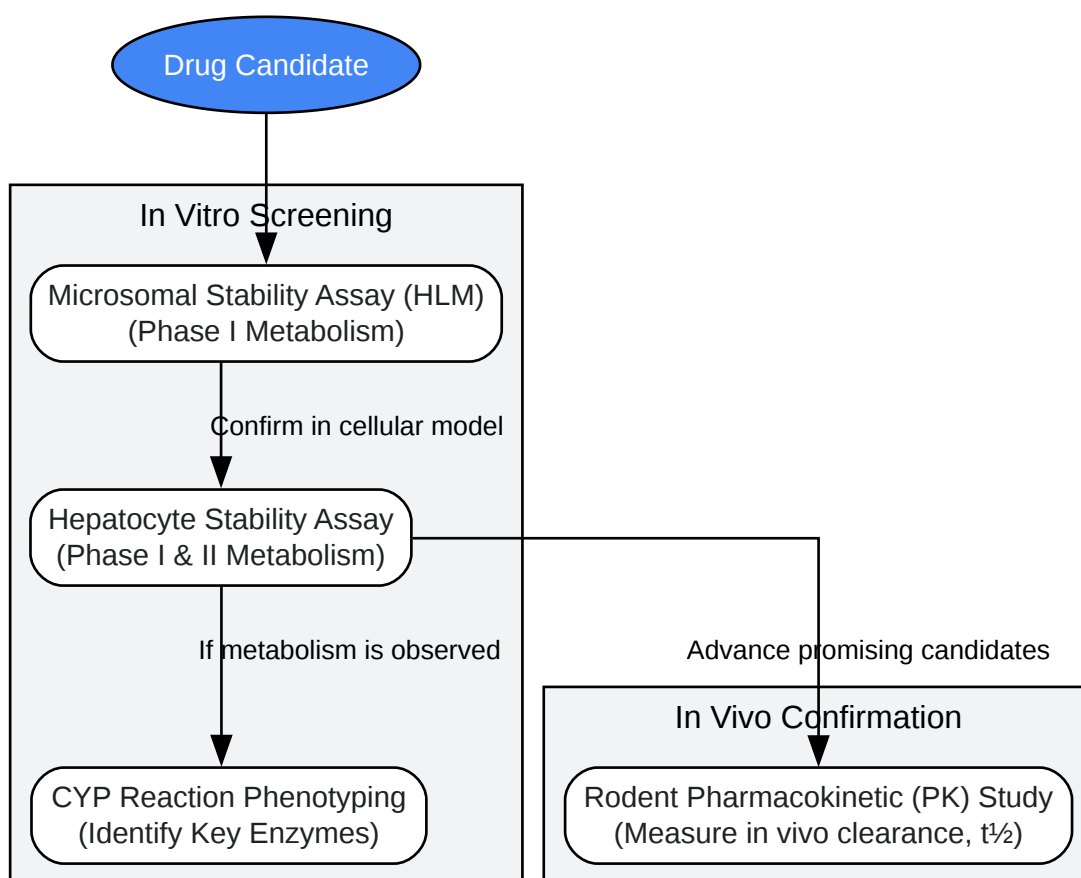 Drug Candidate
In Vitro Screening
Microsomal Stability Assay (HLM)
(Phase I Metabolism)
Confirm in cellular model
Hepatocyte Stability Assay
(Phase I & II Metabolism)
If metabolism is observed
Advance promising candidates
In Vivo Confirmation
CYP Reaction Phenotyping
(Identify Key Enzymes)
Rodent Pharmacokinetic (PK) Study
(Measure in vivo clearance, t½)